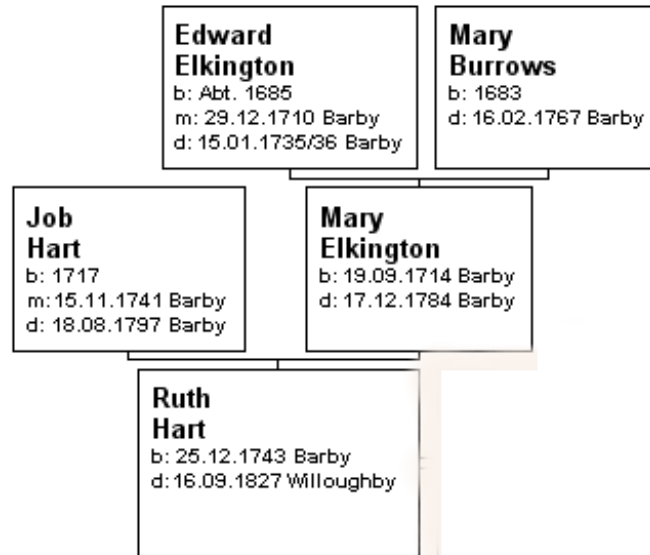 Edward
Elkington
b: Abt. 1685
m: 29.12.1710 Barby
d: 15.01.1735/36 Barby
Mary
Burrows
b: 1683
d: 16.02.1767 Barby
Job
Hart
b: 1717
m: 15.11.1741 Barby
d: 18.08.1797 Barby
Mary
Elkington
b: 19.09.1714 Barby
d: 17.12.1784 Barby
Ruth
Hart
b: 25.12.1743 Barby
d: 16.09.1827 Willoughby